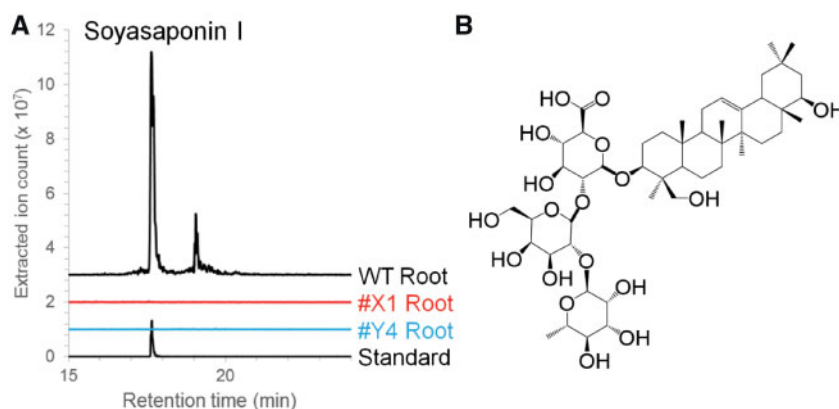 A
Soyasaponin I
Extracted ion count (x 10⁷)
12
10
8
6
4
2
0
WT Root
#X1 Root
#Y4 Root
Standard
15
20
Retention time (min)
B
HO
O
OH
HO
O
HO
O
O
OH
O
HO
O
O
HO
OH
O
O
OH
OH
OH